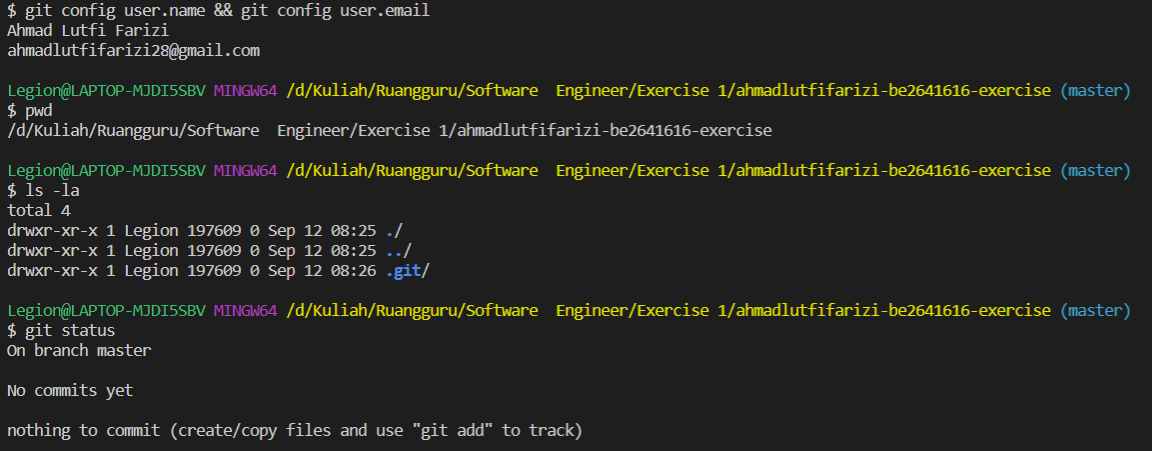 $ git config user.name && git config user.email
Ahmad Lutfi Farizi
ahmadlutfifarizi28@gmail.com

Legion@LAPTOP-MJDI5SBV MINGW64 /d/Kuliah/Ruangguru/Software  Engineer/Exercise 1/ahmadlutfifarizi-be2641616-exercise (master)
$ pwd
/d/Kuliah/Ruangguru/Software  Engineer/Exercise 1/ahmadlutfifarizi-be2641616-exercise

Legion@LAPTOP-MJDI5SBV MINGW64 /d/Kuliah/Ruangguru/Software  Engineer/Exercise 1/ahmadlutfifarizi-be2641616-exercise (master)
$ ls -la
total 4
drwxr-xr-x 1 Legion 197609 0 Sep 12 08:25 ./
drwxr-xr-x 1 Legion 197609 0 Sep 12 08:25 ../
drwxr-xr-x 1 Legion 197609 0 Sep 12 08:26 .git/

Legion@LAPTOP-MJDI5SBV MINGW64 /d/Kuliah/Ruangguru/Software  Engineer/Exercise 1/ahmadlutfifarizi-be2641616-exercise (master)
$ git status
On branch master

No commits yet

nothing to commit (create/copy files and use "git add" to track)